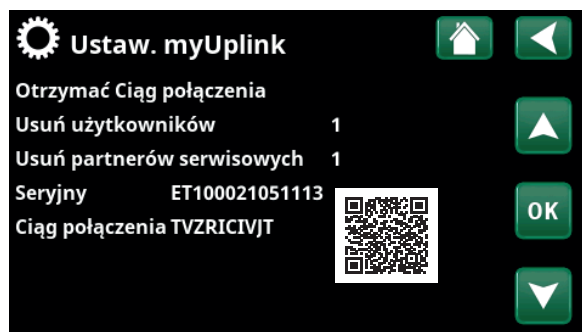 Ustaw. myUplink
Otrzymać Ciąg połączenia
Usuń użytkowników 1
Usuń partnerów serwisowych 1
Seryjny ET100021051113
Ciąg połączenia TVZRICIVJT
OK